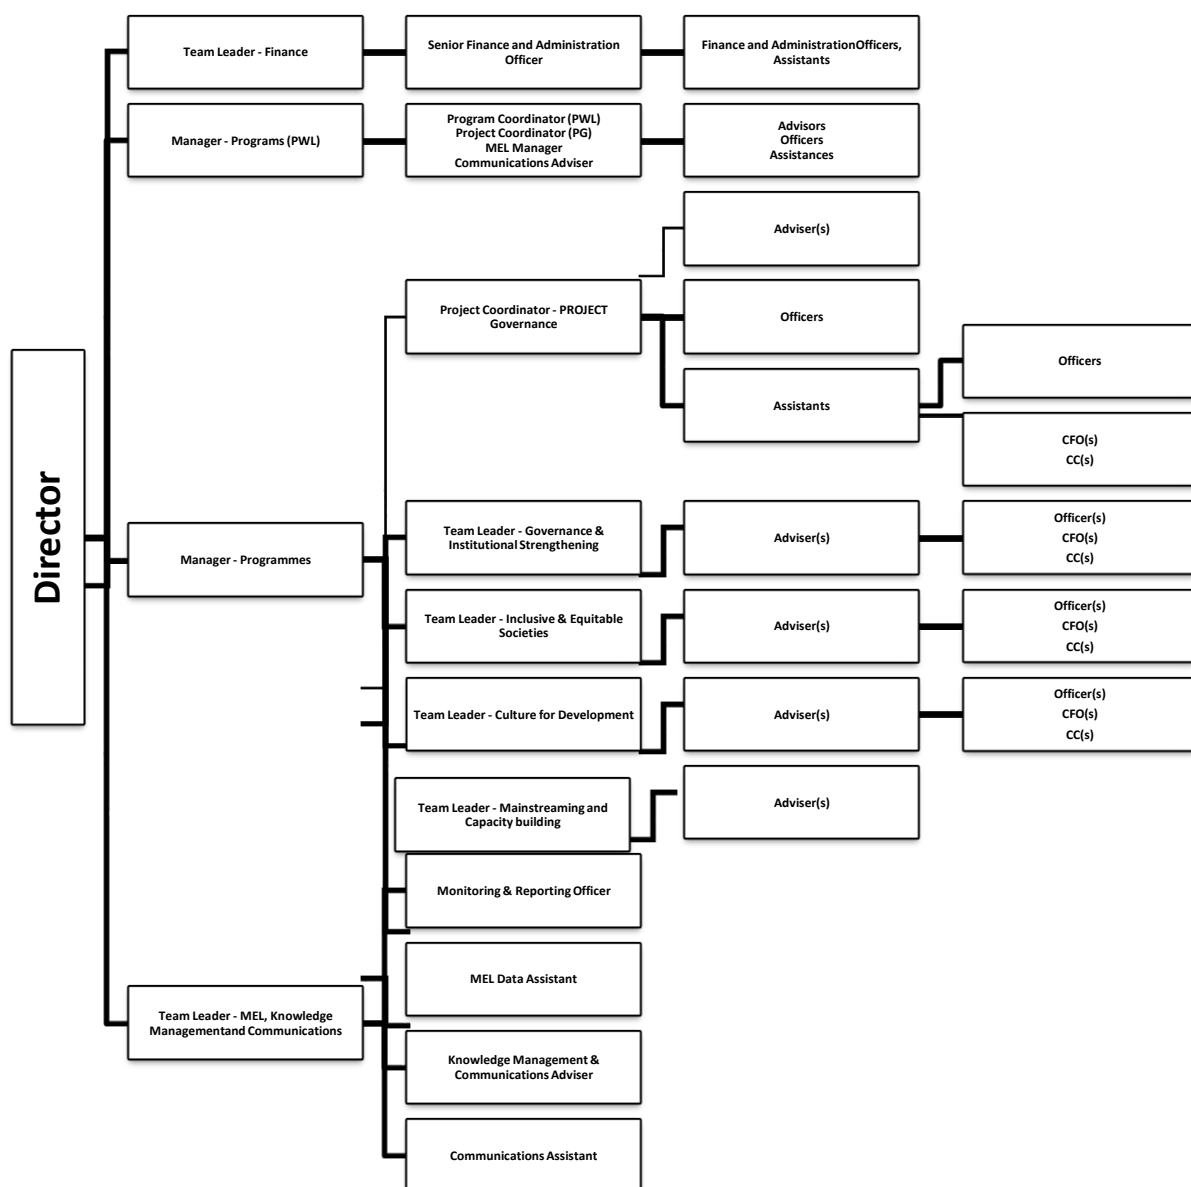 Director
Team Leader - Finance
Senior Finance and Administration
Officer
Finance and AdministrationOfficers,
Assistants
Manager - Programs (PWL)
Program Coordinator (PWL)
Project Coordinator (PG)
MEL Manager
Communications Adviser
Advisors
Officers
Assistances
Manager - Programmes
Project Coordinator - PROJECT
Governance
Adviser(s)
Officers
Assistants
Officers
CFO(s)
CC(s)
Team Leader - Governance &
Institutional Strengthening
Adviser(s)
Officer(s)
CFO(s)
CC(s)
Team Leader - Inclusive & Equitable
Societies
Adviser(s)
Officer(s)
CFO(s)
CC(s)
Team Leader - Culture for Development
Adviser(s)
Officer(s)
CFO(s)
CC(s)
Team Leader - Mainstreaming and
Capacity building
Adviser(s)
Team Leader - MEL, Knowledge
Managementand Communications
Monitoring & Reporting Officer
MEL Data Assistant
Knowledge Management &
Communications Adviser
Communications Assistant